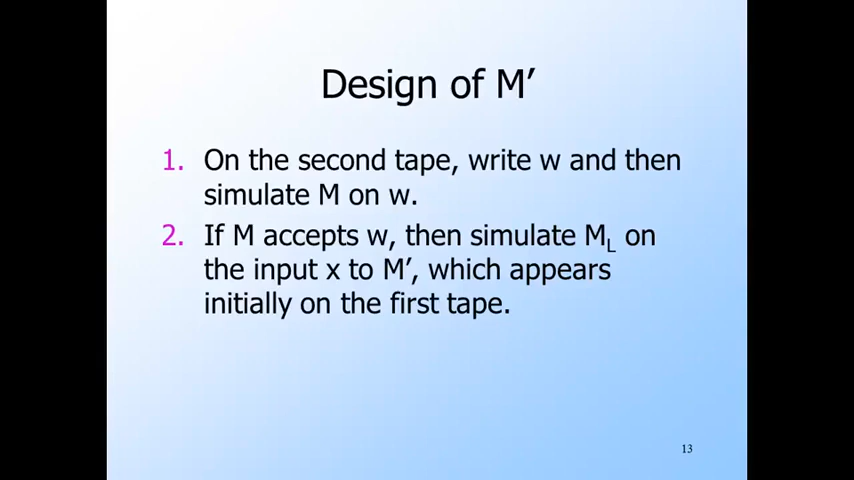 Design of M’
1. On the second tape, write w and then
simulate M on w.
2. If M accepts w, then simulate M_L on
the input x to M’, which appears
initially on the first tape.
13